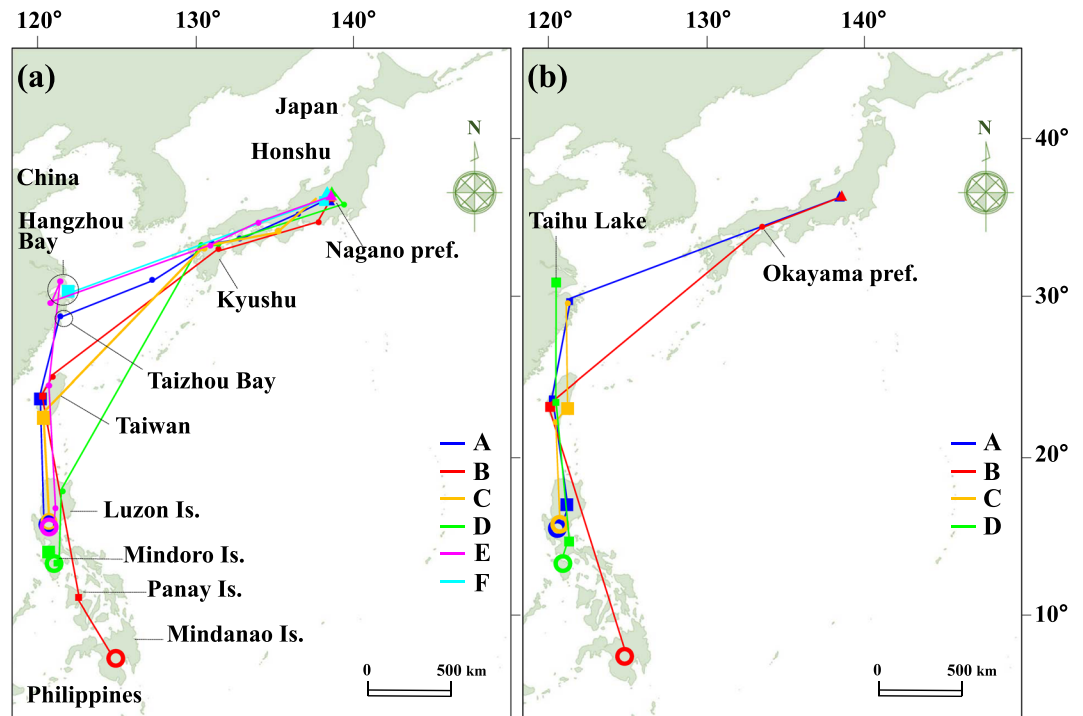 120°
130°
140°
120°
130°
140°
(a)
Japan
N
Honshu
China
Hangzhou
Bay
Nagano pref.
Kyushu
Taizhou Bay
Taiwan
A
B
C
D
E
F
Luzon Is.
Mindoro Is.
Panay Is.
Mindanao Is.
Philippines
0
500 km
(b)
N
40°
Taihu Lake
Okayama pref.
30°
A
B
C
D
20°
10°
0
500 km